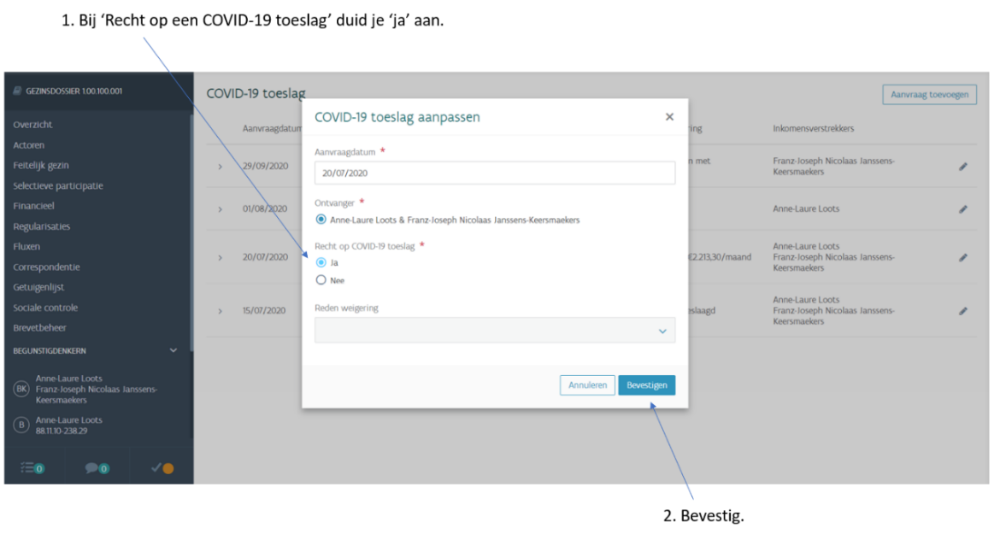 1. Bij ‘Recht op een COVID-19 toeslag’ duid je ‘ja’ aan.
GEZINSDOSSIER 1.00.100.001
Overzicht
Actoren
Feitelijk gezin
Selectieve participatie
Financieel
Regularisaties
Fluxen
Correspondentie
Getuigenlijst
Sociale controle
Brevetbeheer
BEGUNSTIGDENKERN
BK
Anne-Laure Loots
Franz-Joseph Nicolaas Janssens-
Keersmaekers
B
Anne-Laure Loots
88.11.10-238.29
0
0
COVID-19 toeslag
Aanvraag toevoegen
Aanvraagdatum
ring
Inkomensverstrekkers
29/09/2020
n met
Franz-Joseph Nicolaas Janssens-
Keersmaekers
01/08/2020
Anne-Laure Loots
20/07/2020
€2.213,30/maand
Anne-Laure Loots
Franz-Joseph Nicolaas Janssens-
Keersmaekers
15/07/2020
eslaagd
Anne-Laure Loots
Franz-Joseph Nicolaas Janssens-
Keersmaekers
COVID-19 toeslag aanpassen
×
Aanvraagdatum *
20/07/2020
Ontvanger *
Anne-Laure Loots & Franz-Joseph Nicolaas Janssens-Keersmaekers
Recht op COVID-19 toeslag *
Ja
Nee
Reden weigering
Annuleren
Bevestigen
2. Bevestig.